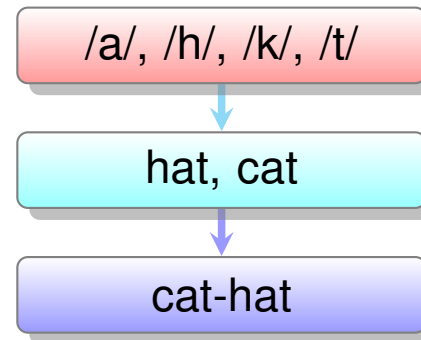 /a/, /h/, /k/, /t/
hat, cat
cat-hat